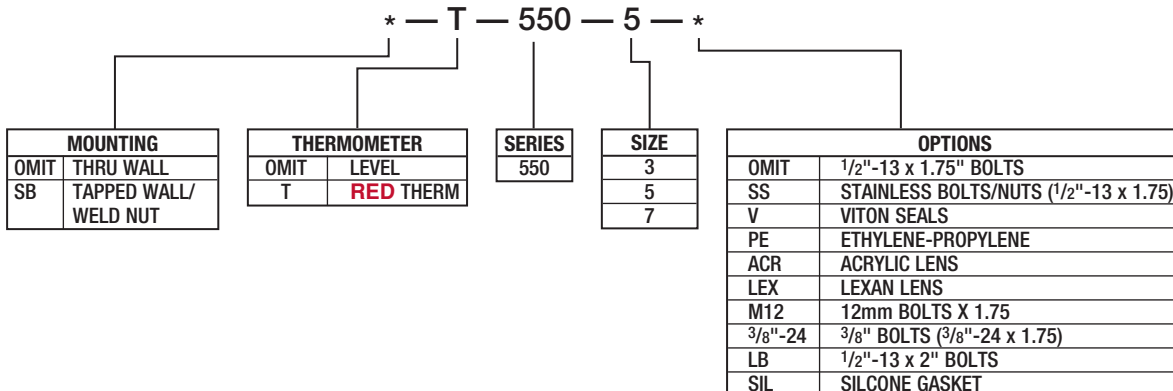 * — T — 550 — 5 — *
MOUNTING
OMIT THRU WALL
SB TAPPED WALL/
WELD NUT
THERMOMETER
OMIT LEVEL
T RED THERM
SERIES
550
SIZE
3
5
7
OPTIONS
OMIT 1/2"-13 x 1.75" BOLTS
SS STAINLESS BOLTS/NUTS (1/2"-13 x 1.75)
V VITON SEALS
PE ETHYLENE-PROPYLENE
ACR ACRYLIC LENS
LEX LEXAN LENS
M12 12mm BOLTS X 1.75
3/8"-24 3/8" BOLTS (3/8"-24 x 1.75)
LB 1/2"-13 x 2" BOLTS
SIL SILCONE GASKET